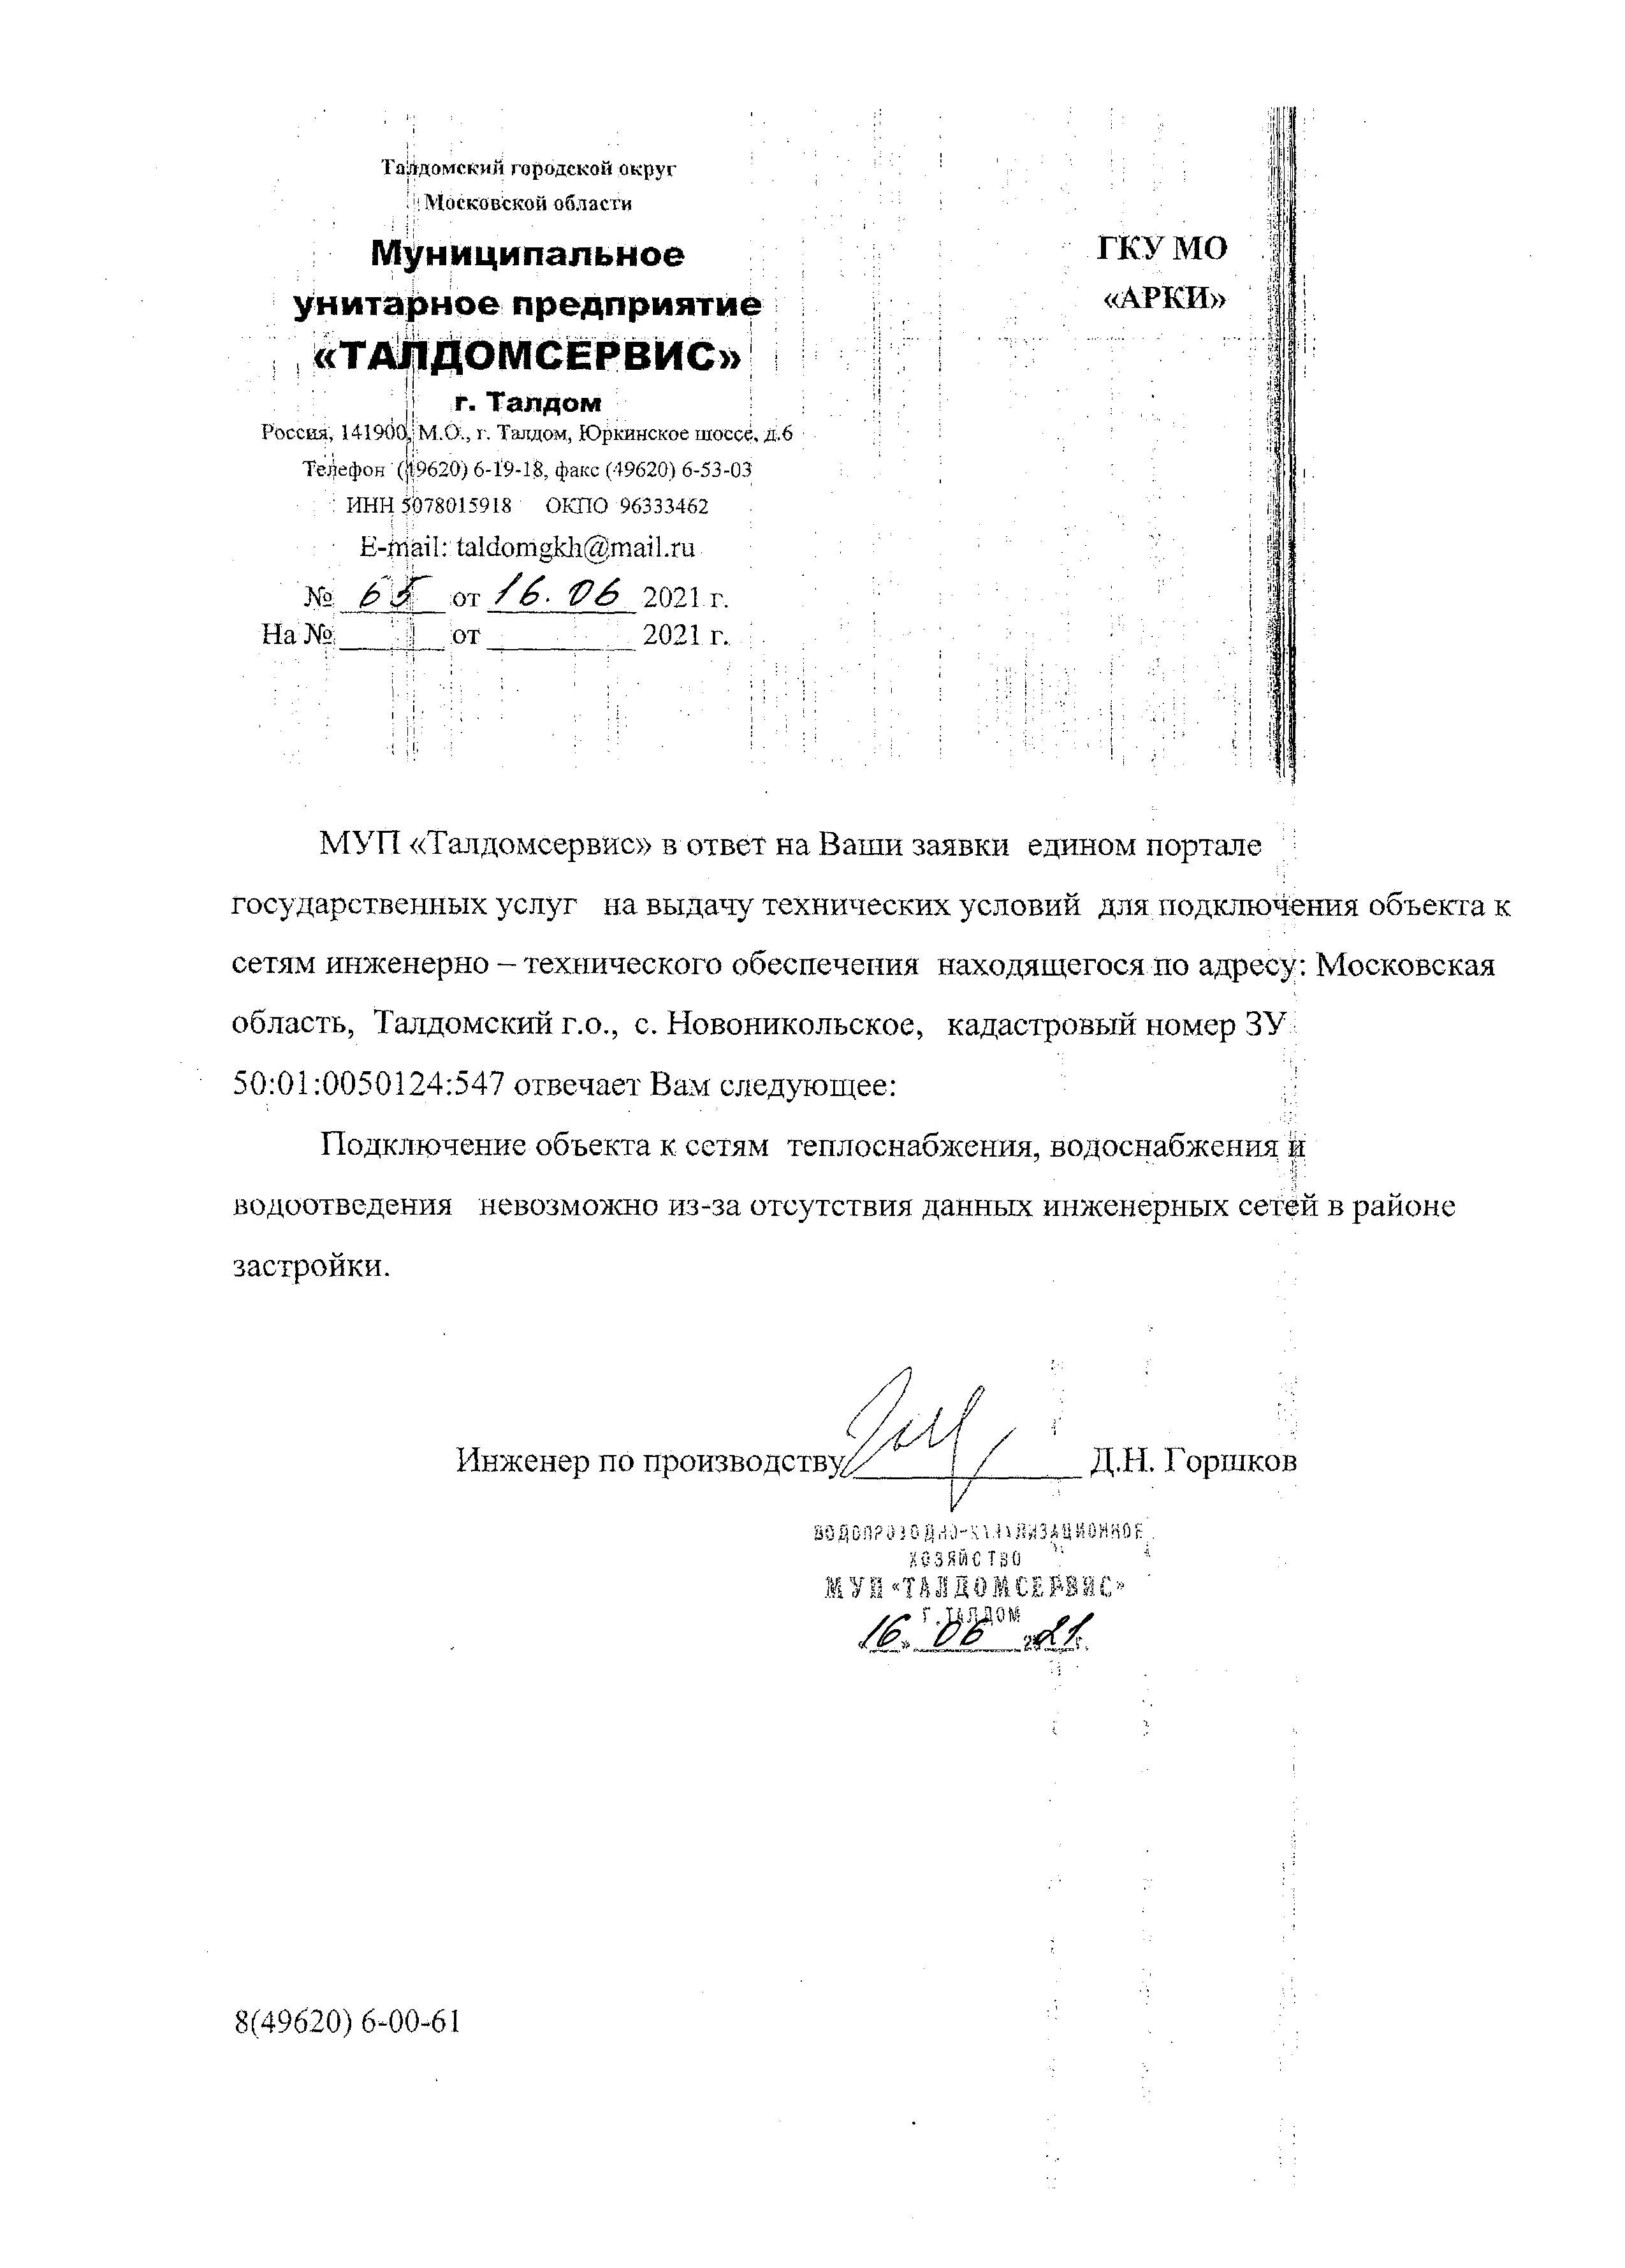 Талдомский городской округ
Московской области
Муниципальное
унитарное предприятие
«ТАЛДОМСЕРВИС»
г. Талдом
Россия, 141900, М.О., г. Талдом, Юркинское шоссе, д.6
Телефон (49620) 6-19-18, факс (49620) 6-53-03
ИНН 5078015918 ОКПО 96333462
E-mail: taldomgkh@mail.ru
№ 65 от 16.06 2021 г.
На № от 2021 г.
ГКУ МО
«АРКИ»
МУП «Талдомсервис» в ответ на Ваши заявки едином портале
государственных услуг на выдачу технических условий для подключения объекта к
сетям инженерно – технического обеспечения находящегося по адресу: Московская
область, Талдомский г.о., с. Новоникольское, кадастровый номер ЗУ
50:01:0050124:547 отвечает Вам следующее:
Подключение объекта к сетям теплоснабжения, водоснабжения и
водоотведения невозможно из-за отсутствия данных инженерных сетей в районе
застройки.
Инженер по производству Д.Н. Горшков
ВОДОПРОВОДНО-КАНАЛИЗАЦИОННОЕ
ХОЗЯЙСТВО
МУП «ТАЛДОМСЕРВИС»
Г. ТАЛДОМ
«16» 06 2021г.
8(49620) 6-00-61